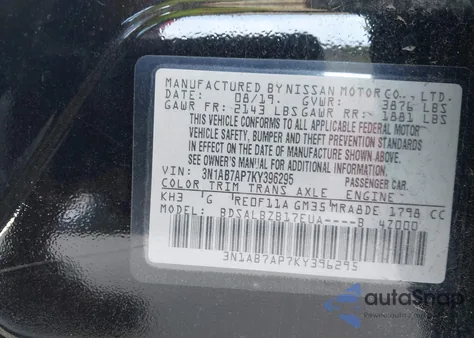 MANUFACTURED BY NISSAN MOTOR CO., LTD.
DATE: 08/19. GVWR: 3876 LBS
GAWR FR: 2143 LBS GAWR RR: 1881 LBS
THIS VEHICLE CONFORMS TO ALL APPLICABLE FEDERAL MOTOR
VEHICLE SAFETY, BUMPER AND THEFT PREVENTION STANDARDS
IN EFFECT ON THE DATE OF MANUFACTURE SHOWN ABOVE.
SEE OWNER'S MANUAL FOR ADDITIONAL INFORMATION
VIN: 3N1AB7AP7KY396295 PASSENGER CAR.
COLOR TRIM TRANS AXLE ENGINE
KH3 G RE0F11A GM35 MRA8DE 1798 CC
MODEL: BDSALBZB17EUA----B 47000
3N1AB7AP7KY396295
autoSnap